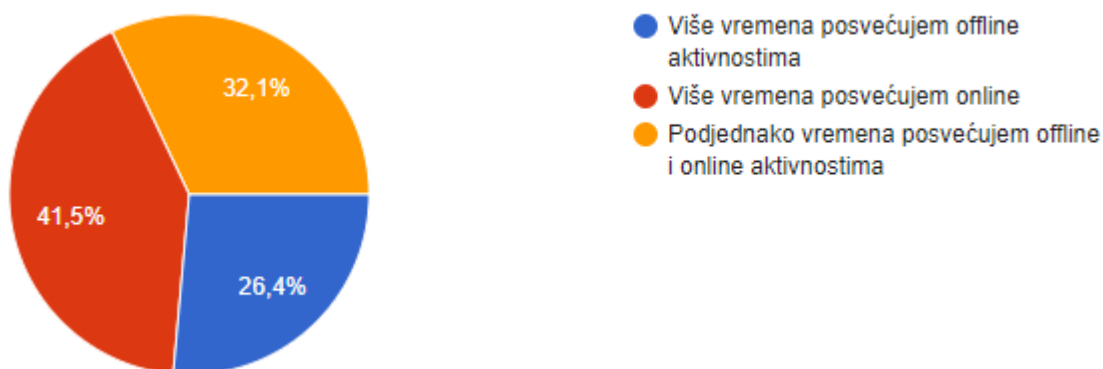 Više vremena posvećujem offline
aktivnostima
Više vremena posvećujem online
Podjednako vremena posvećujem offline
i online aktivnostima
32,1%
41,5%
26,4%